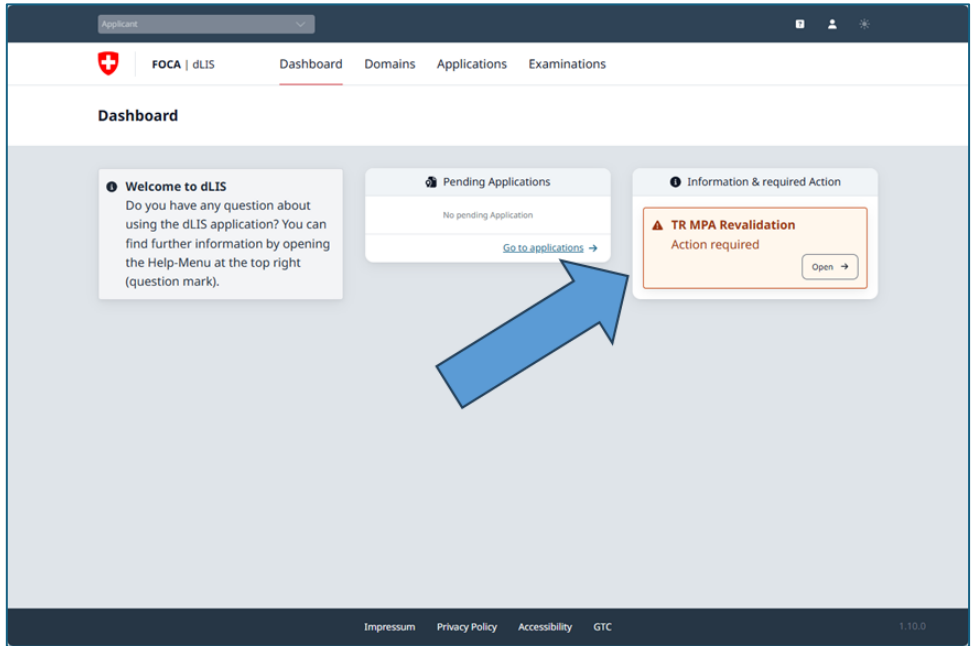 Applicant
FOCA | dLIS
Dashboard
Domains
Applications
Examinations
Dashboard
Welcome to dLIS
Do you have any question about
using the dLIS application? You can
find further information by opening
the Help-Menu at the top right
(question mark).
Pending Applications
No pending Application
Go to applications →
Information & required Action
TR MPA Revalidation
Action required
Open →
Impressum
Privacy Policy
Accessibility
GTC
1.10.0